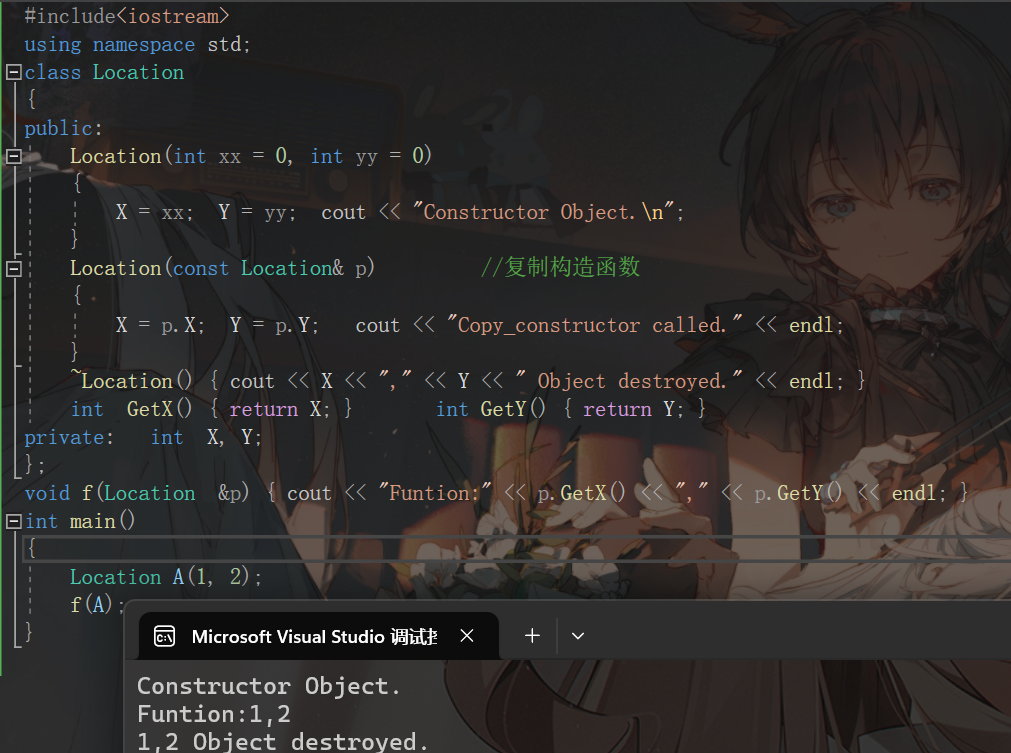 #include<iostream>
using namespace std;
class Location
{
public:
Location(int xx = 0, int yy = 0)
{
X = xx; Y = yy; cout << "Constructor Object.\n";
}
Location(const Location& p) //复制构造函数
{
X = p.X; Y = p.Y; cout << "Copy_constructor called." << endl;
}
~Location() { cout << X << "," << Y << " Object destroyed." << endl; }
int GetX() { return X; } int GetY() { return Y; }
private: int X, Y;
};
void f(Location &p) { cout << "Funtion:" << p.GetX() << "," << p.GetY() << endl; }
int main()
{
Location A(1, 2);
f(A);
}
Microsoft Visual Studio 调试
Constructor Object.
Funtion:1,2
1,2 Object destroyed.